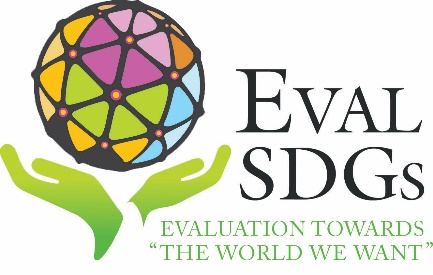 EVAL
SDGS
EVALUATION TOWARDS
“THE WORLD WE WANT”